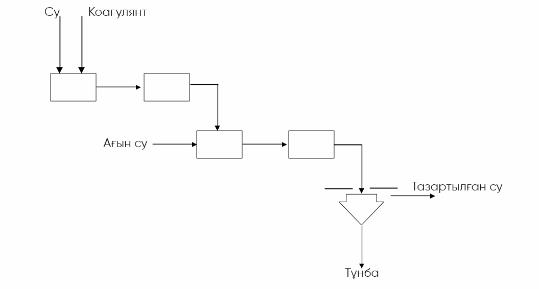 Су
Коагулянт
Ағын су
Тазартылған су
Тұнба